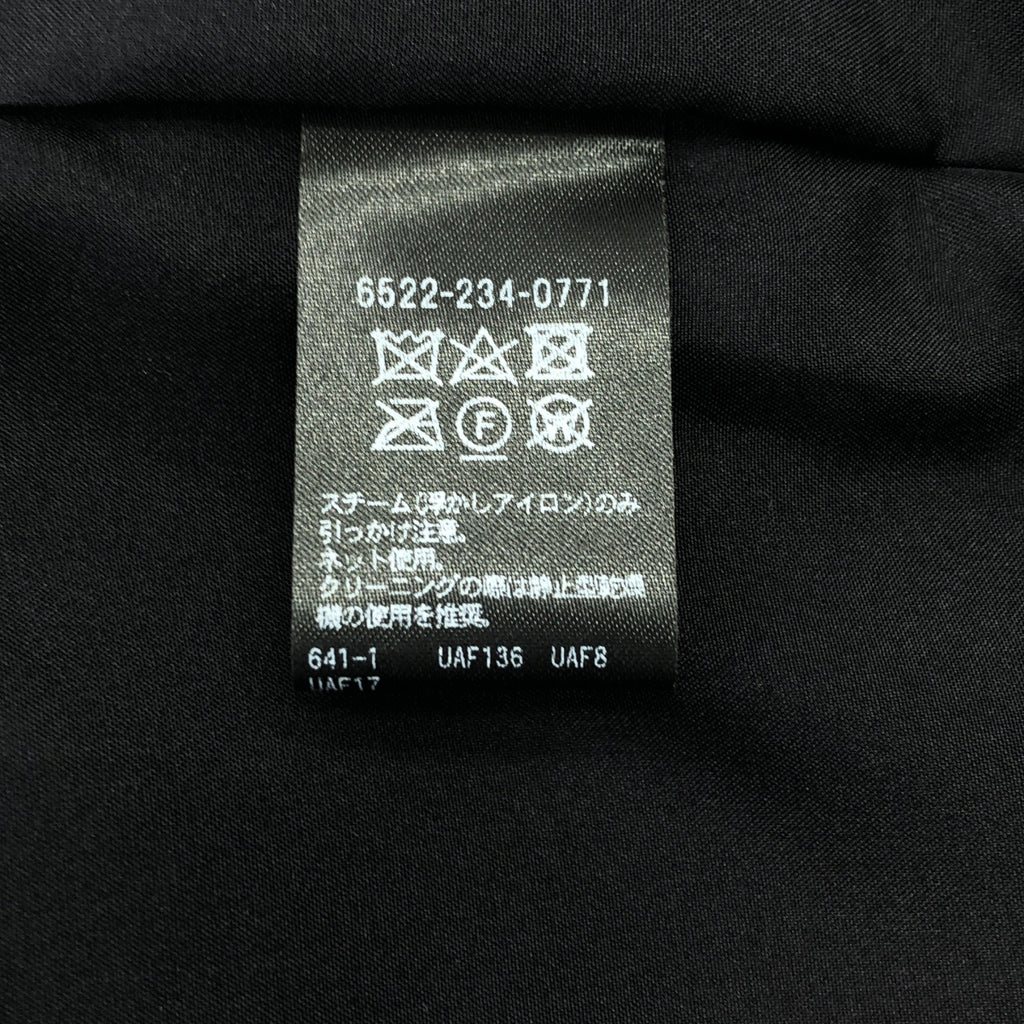 6522-234-0771
F
W
スチーム(浮かしアイロン)のみ
引っかけ注意。
ネット使用。
クリーニングの際は静止型乾燥
機の使用を推奨。
641-1 UAF136 UAF8
UAF17